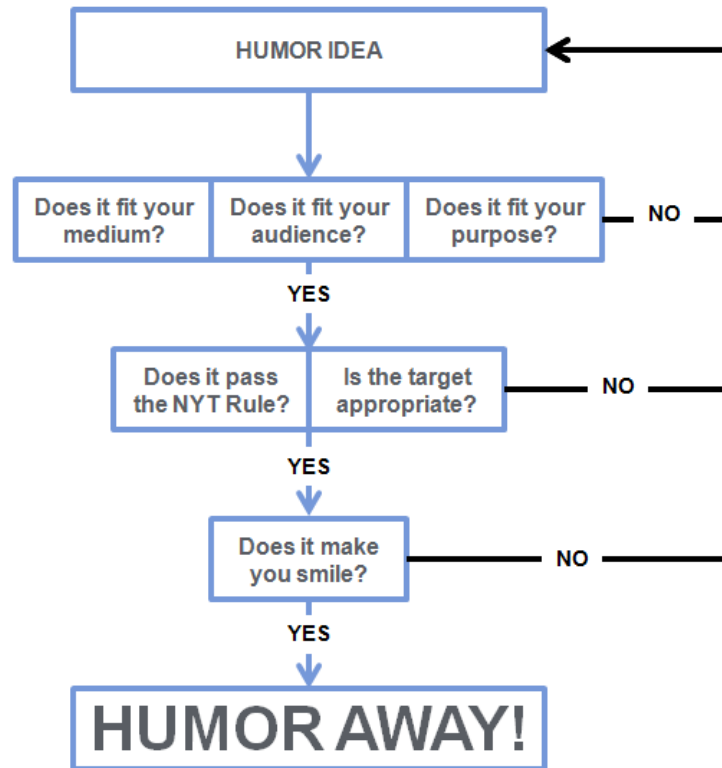 HUMOR IDEA
Does it fit your
medium?
Does it fit your
audience?
Does it fit your
purpose?
NO
YES
Does it pass
the NYT Rule?
Is the target
appropriate?
NO
YES
Does it make
you smile?
NO
YES
HUMOR AWAY!